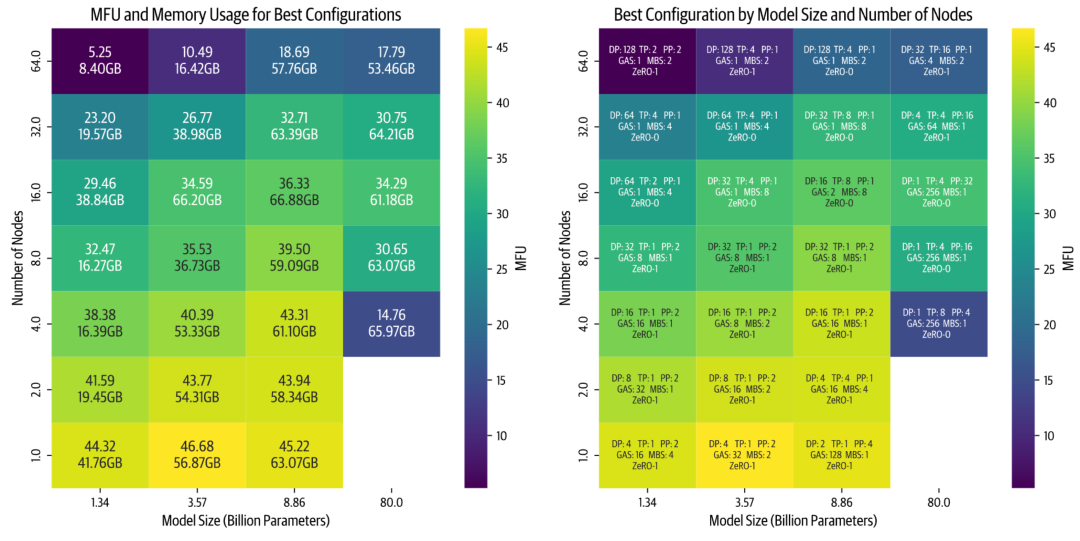 MFU and Memory Usage for Best Configurations
Number of Nodes
64.0
5.25
8.40GB
10.49
16.42GB
18.69
57.76GB
17.79
53.46GB
32.0
23.20
19.57GB
26.77
38.98GB
32.71
63.39GB
30.75
64.21GB
16.0
29.46
38.84GB
34.59
66.20GB
36.33
66.88GB
34.29
61.18GB
8.0
32.47
16.27GB
35.53
36.73GB
39.50
59.09GB
30.65
63.07GB
4.0
38.38
16.39GB
40.39
53.33GB
43.31
61.10GB
14.76
65.97GB
2.0
41.59
19.45GB
43.77
54.31GB
43.94
58.34GB
1.0
44.32
41.76GB
46.68
56.87GB
45.22
63.07GB
1.34
3.57
8.86
80.0
Model Size (Billion Parameters)
45
40
35
30
25
20
15
10
MFU
Best Configuration by Model Size and Number of Nodes
Number of Nodes
64.0
DP: 128 TP: 2 PP: 2
GAS: 1 MBS: 2
ZeRO-1
DP: 128 TP: 4 PP: 1
GAS: 1 MBS: 2
ZeRO-1
DP: 128 TP: 4 PP: 1
GAS: 1 MBS: 2
ZeRO-0
DP: 32 TP: 16 PP: 1
GAS: 4 MBS: 2
ZeRO-1
32.0
DP: 64 TP: 4 PP: 1
GAS: 1 MBS: 4
ZeRO-0
DP: 64 TP: 4 PP: 1
GAS: 1 MBS: 4
ZeRO-0
DP: 32 TP: 8 PP: 1
GAS: 1 MBS: 8
ZeRO-0
DP: 4 TP: 4 PP: 16
GAS: 64 MBS: 1
ZeRO-1
16.0
DP: 64 TP: 2 PP: 1
GAS: 1 MBS: 4
ZeRO-0
DP: 32 TP: 4 PP: 1
GAS: 1 MBS: 8
ZeRO-0
DP: 16 TP: 8 PP: 1
GAS: 2 MBS: 8
ZeRO-0
DP: 1 TP: 4 PP: 32
GAS: 256 MBS: 1
ZeRO-0
8.0
DP: 32 TP: 1 PP: 2
GAS: 8 MBS: 1
ZeRO-1
DP: 32 TP: 1 PP: 2
GAS: 8 MBS: 1
ZeRO-1
DP: 32 TP: 1 PP: 2
GAS: 8 MBS: 1
ZeRO-1
DP: 1 TP: 4 PP: 16
GAS: 256 MBS: 1
ZeRO-0
4.0
DP: 16 TP: 1 PP: 2
GAS: 16 MBS: 1
ZeRO-1
DP: 16 TP: 1 PP: 2
GAS: 8 MBS: 2
ZeRO-1
DP: 16 TP: 1 PP: 2
GAS: 16 MBS: 1
ZeRO-1
DP: 1 TP: 8 PP: 4
GAS: 256 MBS: 1
ZeRO-0
2.0
DP: 8 TP: 1 PP: 2
GAS: 32 MBS: 1
ZeRO-1
DP: 8 TP: 1 PP: 2
GAS: 16 MBS: 2
ZeRO-1
DP: 4 TP: 4 PP: 1
GAS: 16 MBS: 4
ZeRO-1
1.0
DP: 4 TP: 1 PP: 2
GAS: 16 MBS: 4
ZeRO-1
DP: 4 TP: 1 PP: 2
GAS: 32 MBS: 2
ZeRO-1
DP: 2 TP: 1 PP: 4
GAS: 128 MBS: 1
ZeRO-1
1.34
3.57
8.86
80.0
Model Size (Billion Parameters)
45
40
35
30
25
20
15
10
MFU